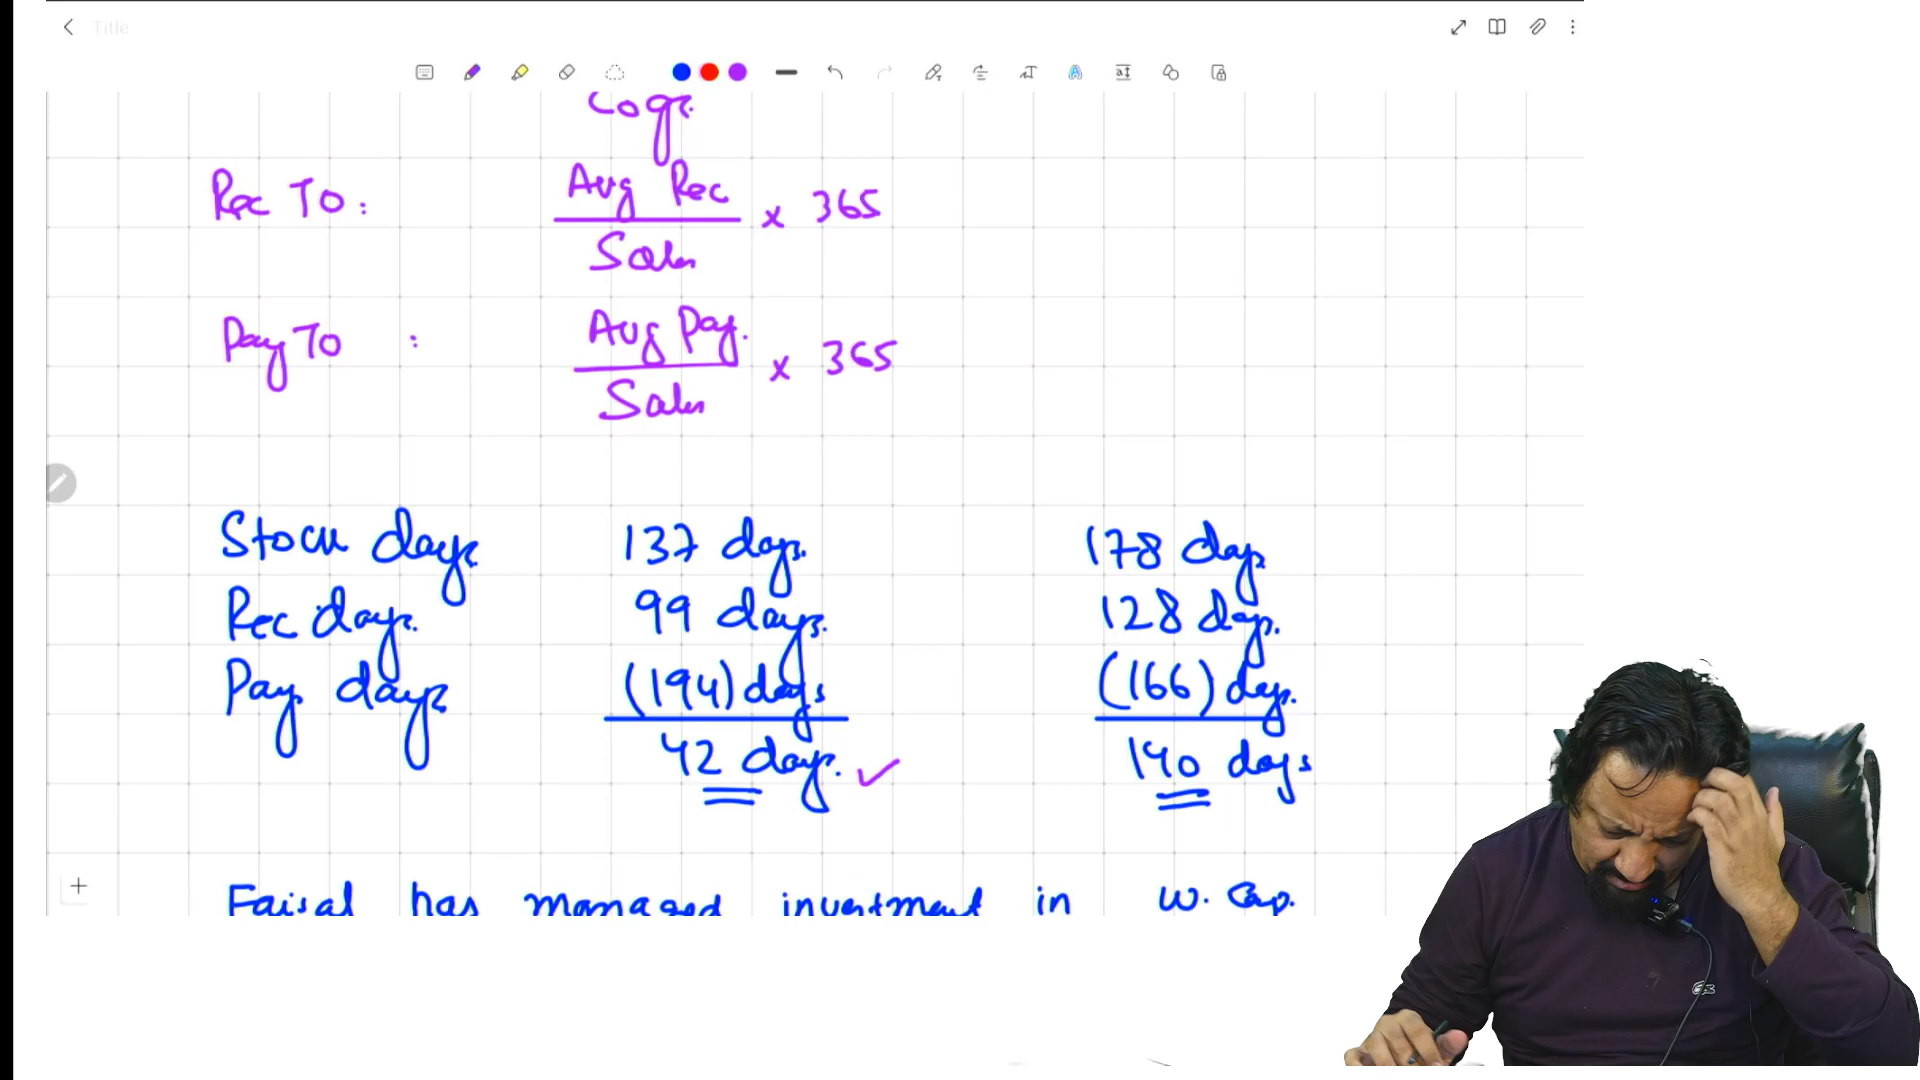 Title
Cogs.
Rec To: Avg Rec × 365
Sales
Pay To : Avg Pay. × 365
Sales
Stock days 137 days. 178 days
Rec days. 99 days. 128 days.
Pay days (194) days (166) days.
42 days. ✓ 140 days
Faisal has managed investment in W. Cap.